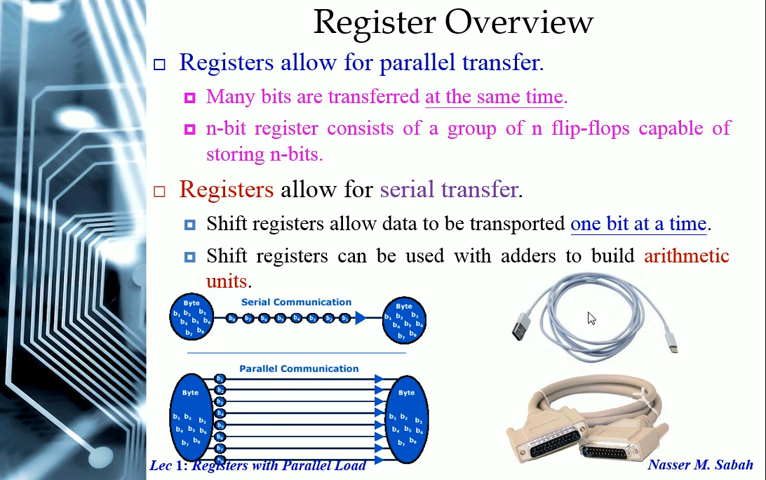 Register Overview
Registers allow for parallel transfer.
Many bits are transferred at the same time.
n-bit register consists of a group of n flip-flops capable of
storing n-bits.
Registers allow for serial transfer.
Shift registers allow data to be transported one bit at a time.
Shift registers can be used with adders to build arithmetic
units.
Serial Communication
Byte
Byte
Parallel Communication
Byte
Byte
Lec 1: Registers with Parallel Load
Nasser M. Sabah